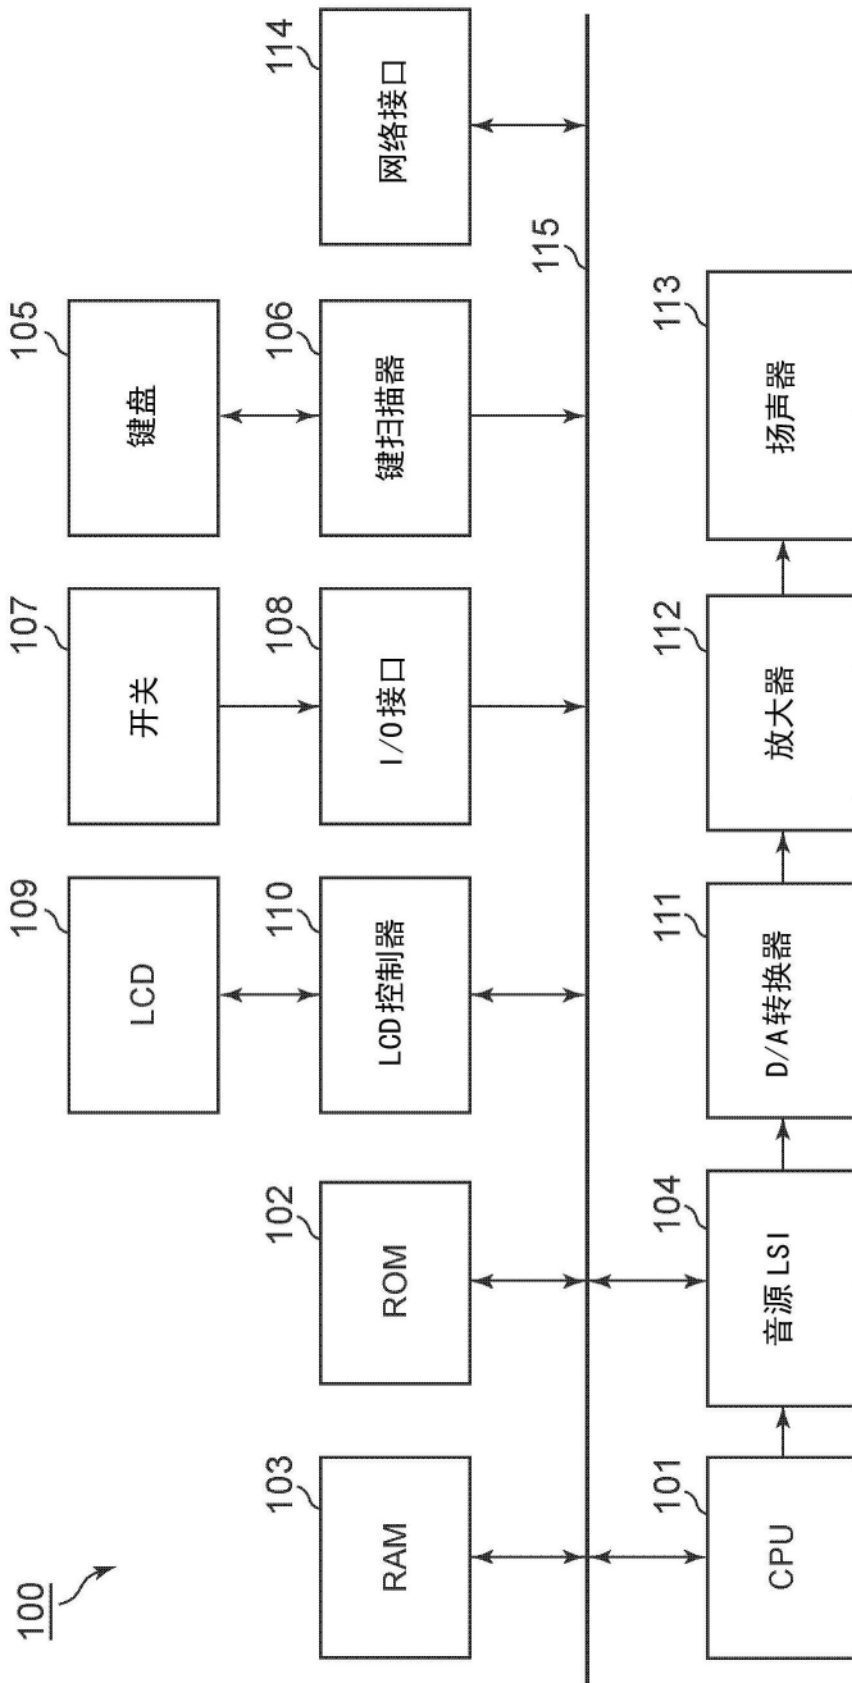 100
103
RAM
102
ROM
109
LCD
110
LCD控制器
107
开关
108
I/O接口
105
键盘
106
键扫描器
114
网络接口
115
101
CPU
104
音源LSI
111
D/A转换器
112
放大器
113
扬声器